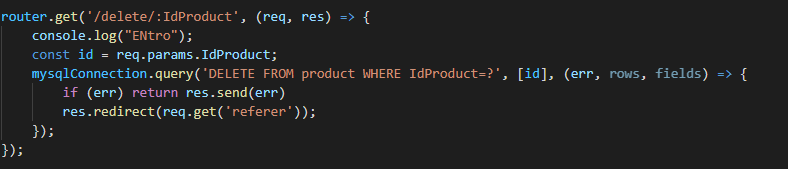 router.get('/delete/:IdProduct', (req, res) => {
    console.log("ENtro");
    const id = req.params.IdProduct;
    mysqlConnection.query('DELETE FROM product WHERE IdProduct=?', [id], (err, rows, fields) => {
        if (err) return res.send(err)
        res.redirect(req.get('referer'));
    });
});